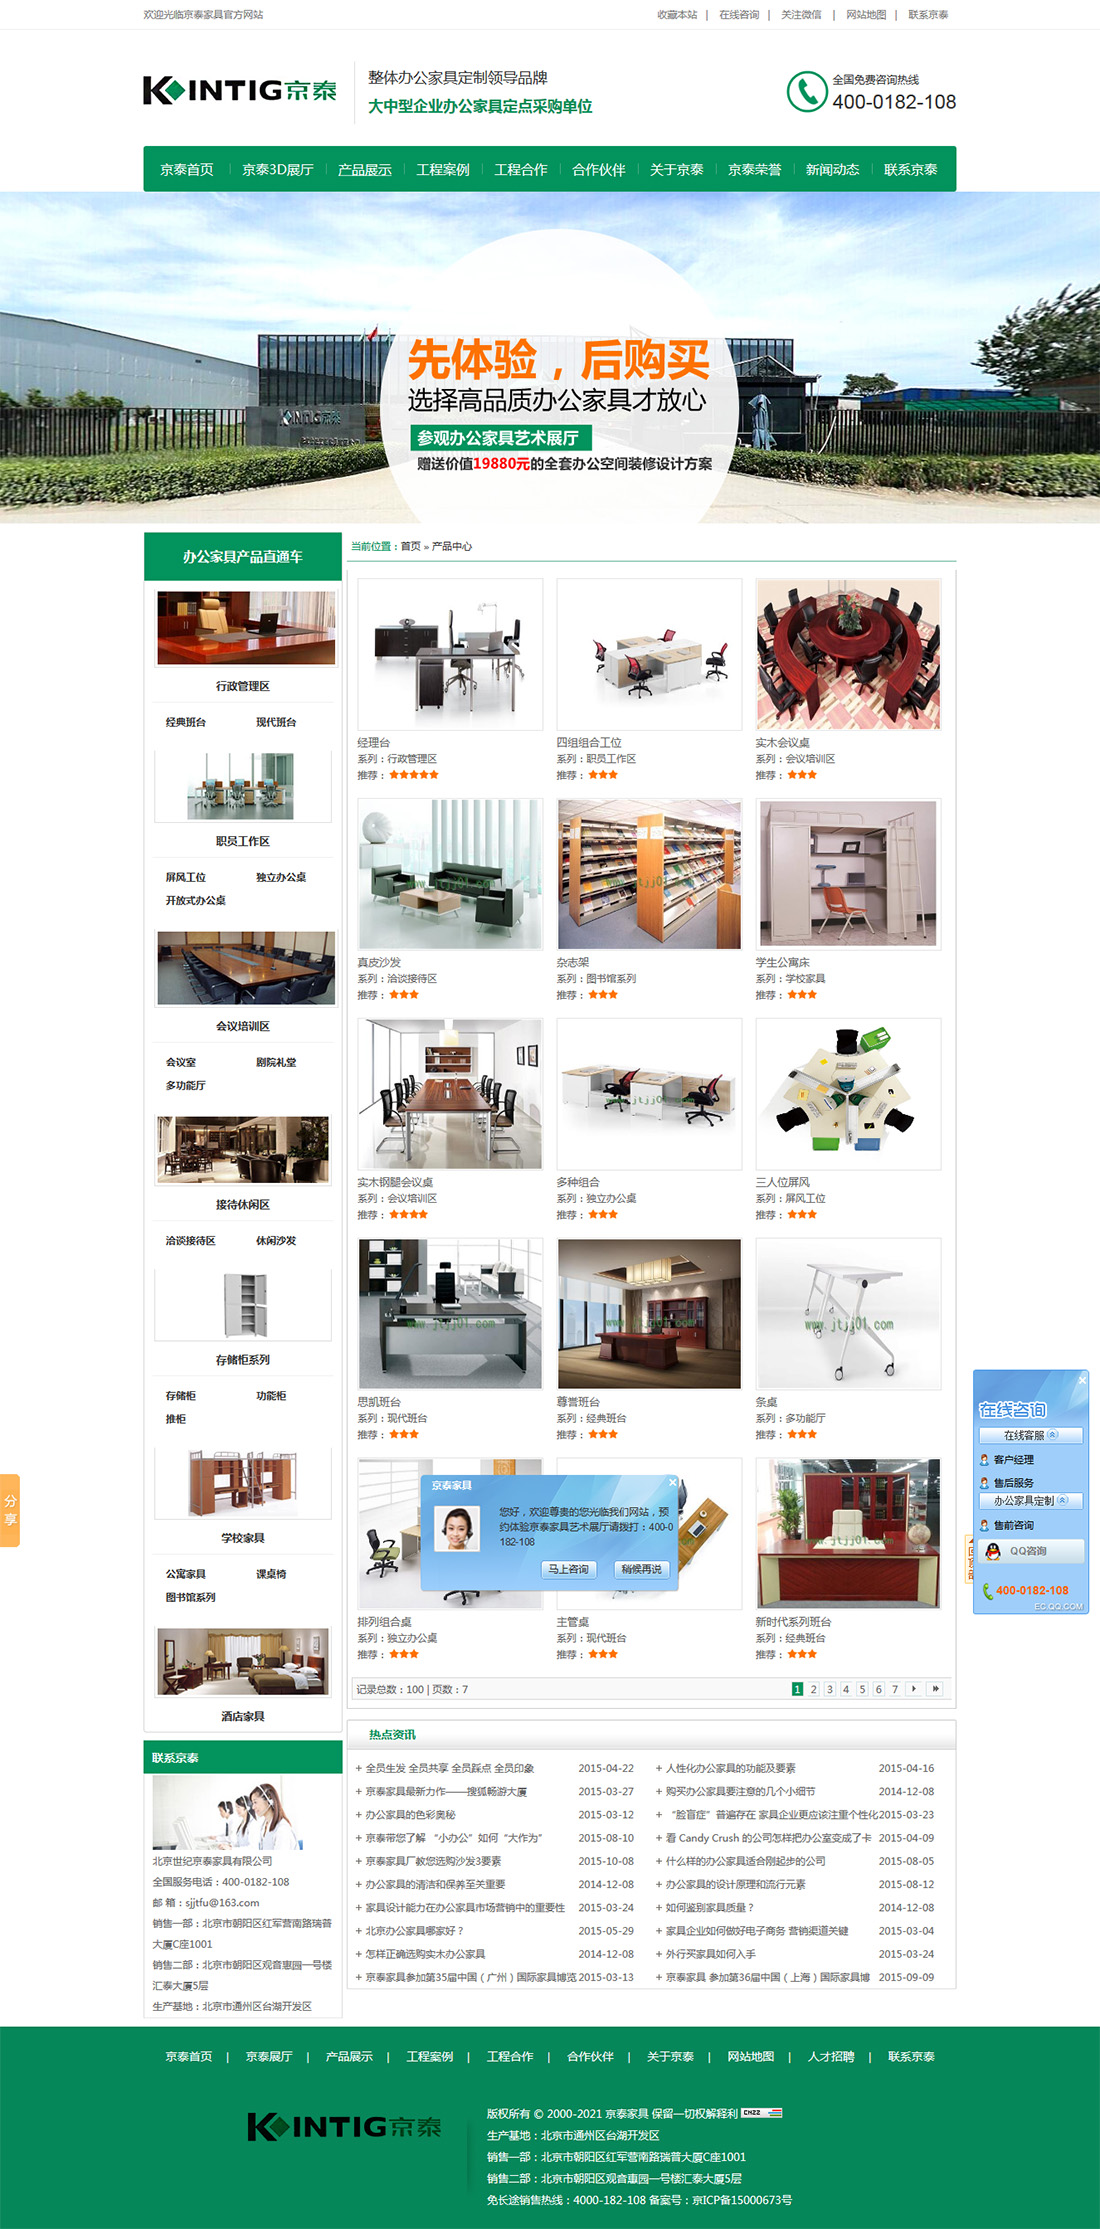 欢迎光临京泰家具官方网站
收藏本站 | 在线咨询 | 关注微信 | 网站地图 | 联系京泰
KINTIG京泰
整体办公家具定制领导品牌
大中型企业办公家具定点采购单位
全国免费咨询热线
400-0182-108
京泰首页 京泰3D展厅 产品展示 工程案例 工程合作 合作伙伴 关于京泰 京泰荣誉 新闻动态 联系京泰
先体验，后购买
选择高品质办公家具才放心
参观办公家具艺术展厅
赠送价值19880元的全套办公空间装修设计方案
KINTIG京泰
办公家具产品直通车
行政管理区
经典班台 现代班台
职员工作区
屏风工位 独立办公桌
开放式办公桌
会议培训区
会议室 剧院礼堂
多功能厅
接待休闲区
洽谈接待区 休闲沙发
存储柜系列
存储柜 功能柜
推柜
学校家具
公寓家具 课桌椅
图书馆系列
酒店家具
联系京泰
北京世纪京泰家具有限公司
全国服务电话：400-0182-108
邮 箱：sjjtfu@163.com
销售一部：北京市朝阳区红军营南路瑞普
大厦C座1001
销售二部：北京市朝阳区观音惠园一号楼
汇泰大厦5层
生产基地：北京市通州区台湖开发区
当前位置：首页 » 产品中心
经理台 四组组合工位 实木会议桌
系列：行政管理区 系列：职员工作区 系列：会议培训区
推荐：★★★★★ 推荐：★★★ 推荐：★★★
www.jtjj01.com www.jtjj01.com
真皮沙发 杂志架 学生公寓床
系列：洽谈接待区 系列：图书馆系列 系列：学校家具
推荐：★★★ 推荐：★★★ 推荐：★★★
www.jtjj01.com
实木钢腿会议桌 多种组合 三人位屏风
系列：会议培训区 系列：独立办公桌 系列：屏风工位
推荐：★★★★ 推荐：★★★ 推荐：★★★
www.jtjj01.com www.jtjj01.com www.jtjj01.com
思凯班台 尊誉班台 条桌
系列：现代班台 系列：经典班台 系列：多功能厅
推荐：★★★ 推荐：★★★ 推荐：★★★
www.jtjj01.com
排列组合桌 主管桌 新时代系列班台
系列：独立办公桌 系列：现代班台 系列：经典班台
推荐：★★★ 推荐：★★★ 推荐：★★★
京泰家具
您好，欢迎尊贵的您光临我们网站，预
约体验京泰家具艺术展厅请拨打：400-0
182-108
马上咨询 稍候再说
记录总数：100 | 页数：7
1 2 3 4 5 6 7
热点资讯
+ 全员生发 全员共享 全员踩点 全员印象 2015-04-22
+ 人性化办公家具的功能及要素 2015-04-16
+ 京泰家具最新力作——搜狐畅游大厦 2015-03-27
+ 购买办公家具要注意的几个小细节 2014-12-08
+ 办公家具的色彩奥秘 2015-03-12
+ “脸盲症”普遍存在 家具企业更应该注重个性化 2015-03-23
+ 京泰带您了解 “小办公”如何“大作为” 2015-08-10
+ 看 Candy Crush 的公司怎样把办公室变成了卡 2015-04-09
+ 京泰家具厂教您选购沙发3要素 2015-10-08
+ 什么样的办公家具适合刚起步的公司 2015-08-05
+ 办公家具的清洁和保养至关重要 2014-12-08
+ 办公家具的设计原理和流行元素 2015-08-12
+ 家具设计能力在办公家具市场营销中的重要性 2015-03-24
+ 如何鉴别家具质量？ 2014-12-08
+ 北京办公家具哪家好？ 2015-05-29
+ 家具企业如何做好电子商务 营销渠道关键 2015-03-04
+ 怎样正确选购实木办公家具 2014-12-08
+ 外行买家具如何入手 2015-03-24
+ 京泰家具参加第35届中国（广州）国际家具博览 2015-03-13
+ 京泰家具 参加第36届中国（上海）国际家具博 2015-09-09
分享
在线咨询
在线客服
客户经理
售后服务
办公家具定制
售前咨询
QQ咨询
400-0182-108
EC.QQ.COM
京泰首页 | 京泰展厅 | 产品展示 | 工程案例 | 工程合作 | 合作伙伴 | 关于京泰 | 网站地图 | 人才招聘 | 联系京泰
KINTIG京泰
版权所有 © 2000-2021 京泰家具 保留一切权解释利 CNZZ
生产基地：北京市通州区台湖开发区
销售一部：北京市朝阳区红军营南路瑞普大厦C座1001
销售二部：北京市朝阳区观音惠园一号楼汇泰大厦5层
免长途销售热线：4000-182-108 备案号：京ICP备15000673号